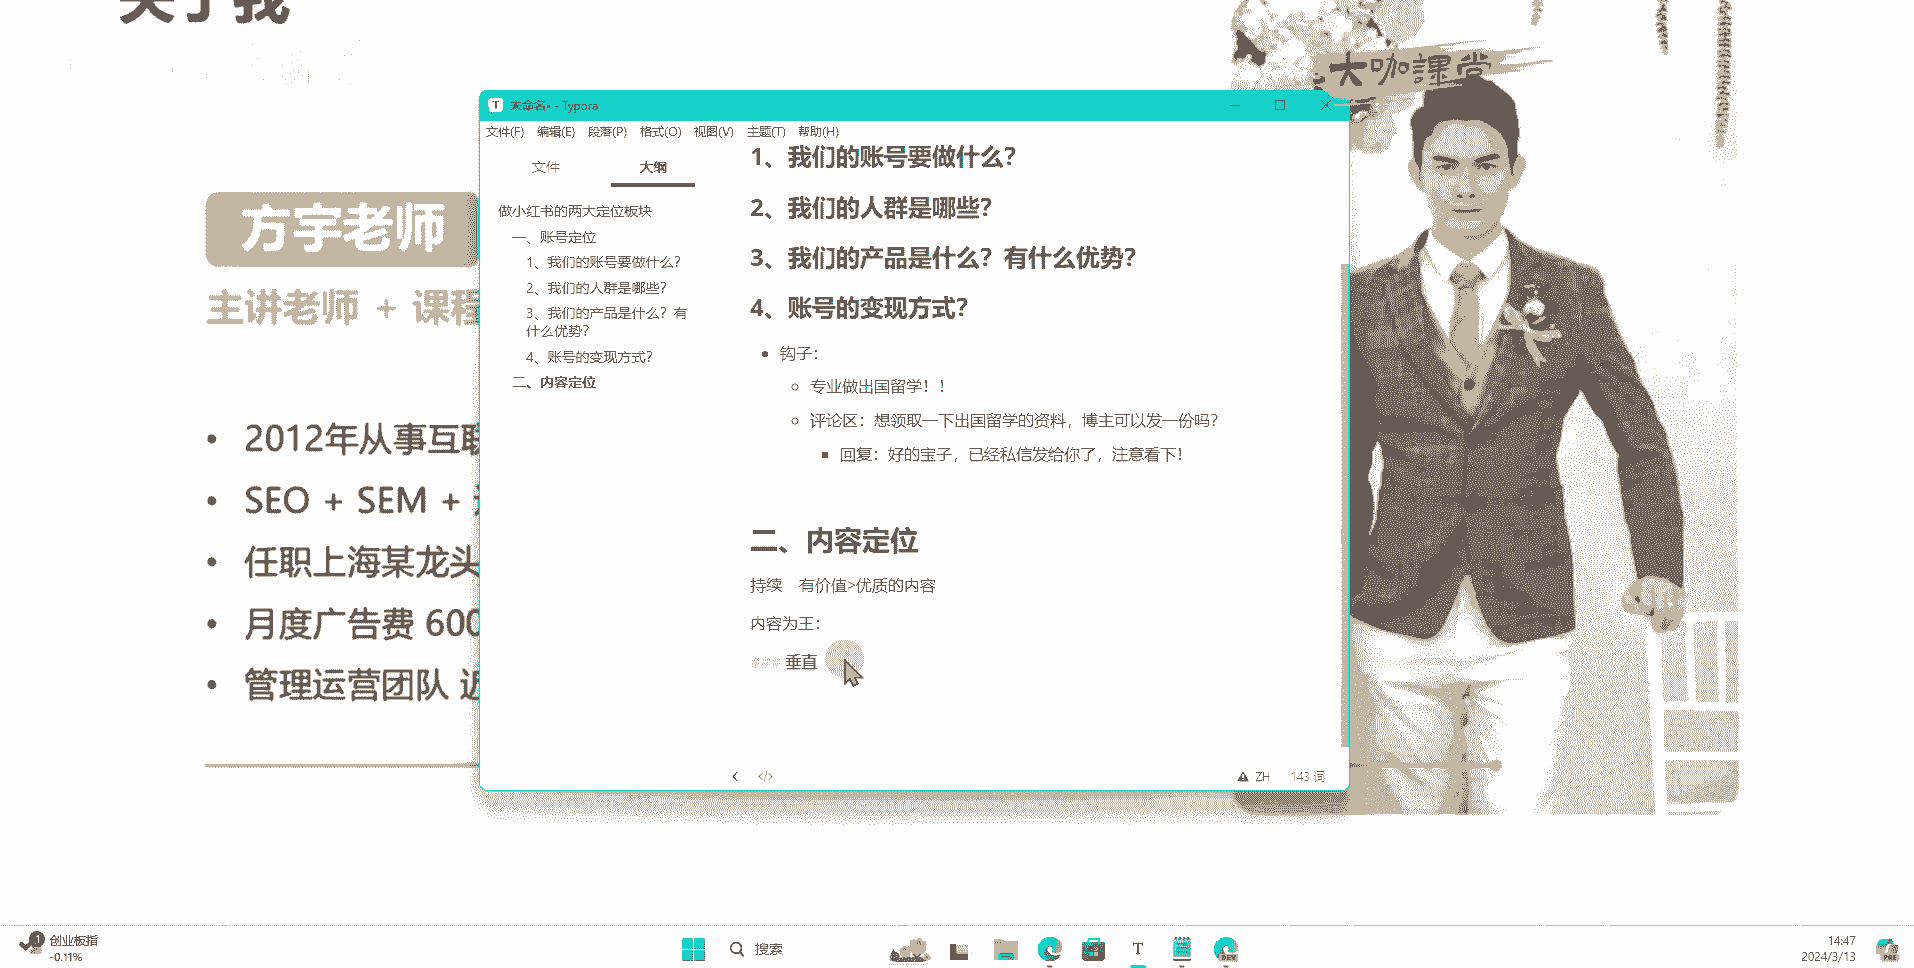 关于我
大咖課堂
方宇老师
主讲老师 + 课程
2012年从事互联
SEO + SEM +
任职上海某龙头
月度广告费 600
管理运营团队 近
未命名• - Typora
文件(F) 编辑(E) 段落(P) 格式(O) 视图(V) 主题(T) 帮助(H)
文件 大纲
做小红书的两大定位板块
一、账号定位
1、我们的账号要做什么？
2、我们的人群是哪些？
3、我们的产品是什么？有
什么优势？
4、账号的变现方式？
二、内容定位
1、我们的账号要做什么？
2、我们的人群是哪些？
3、我们的产品是什么？有什么优势？
4、账号的变现方式？
钩子：
专业做出国留学！！
评论区：想领取一下出国留学的资料，博主可以发一份吗？
回复：好的宝子，已经私信发给你了，注意看下！
二、内容定位
持续 有价值>优质的内容
内容为王：
### 垂直
</> ZH 143 词
1 创业板指
-0.11%
搜索
T
DEV
14:47
2024/3/13
PRE